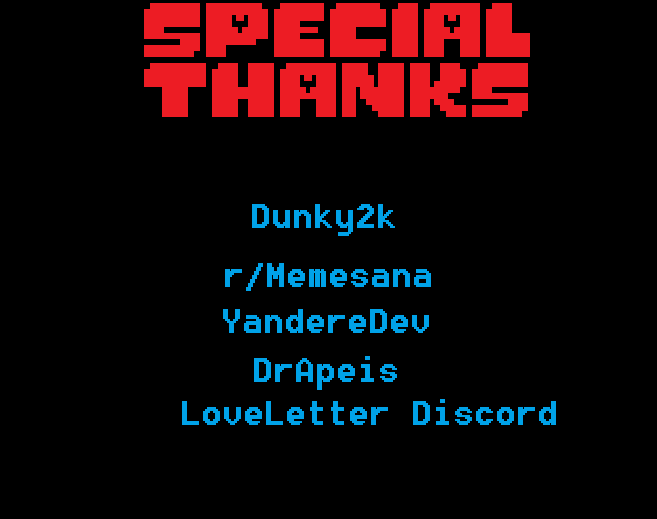 SPECIAL
THANKS
Dunky2k
r/Memesana
YandereDev
DrApeis
LoveLetter Discord